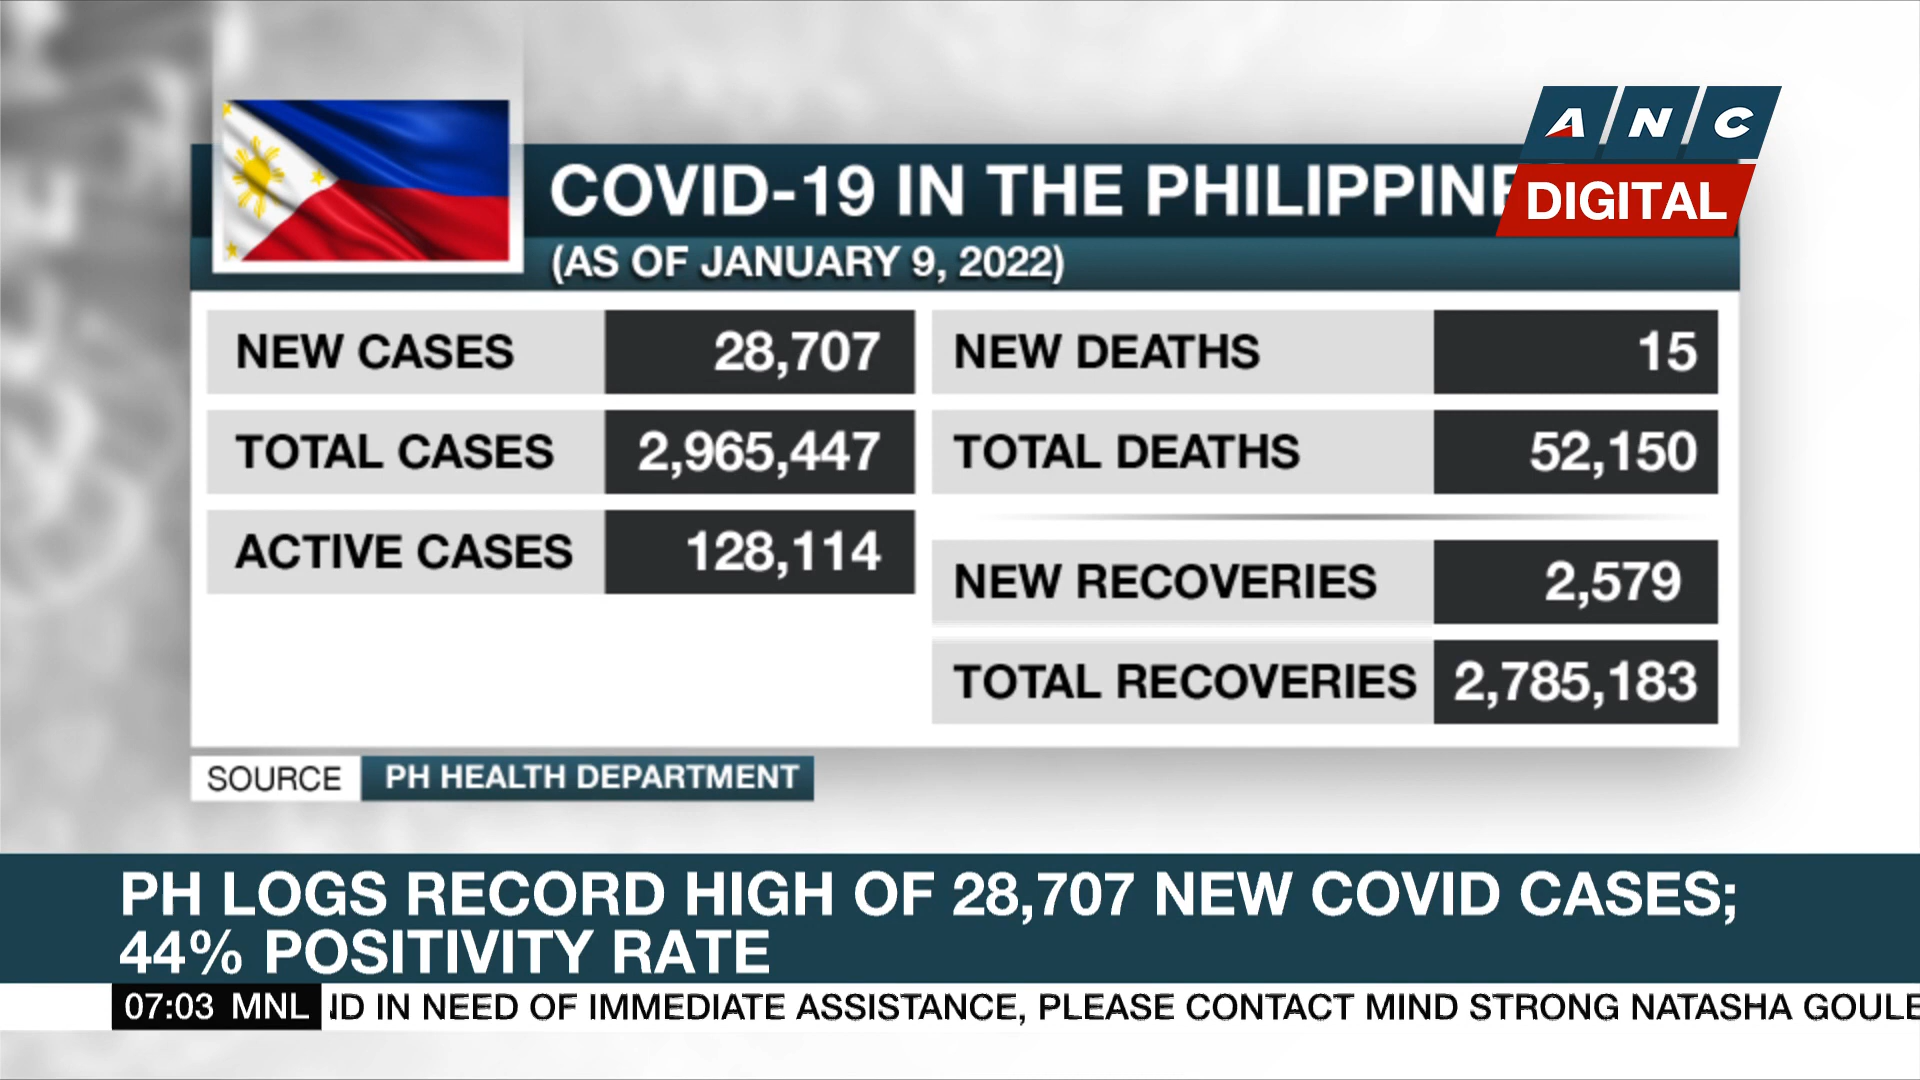 ANC
DIGITAL
COVID-19 IN THE PHILIPPINE
(AS OF JANUARY 9, 2022)
NEW CASES 28,707
TOTAL CASES 2,965,447
ACTIVE CASES 128,114
NEW DEATHS 15
TOTAL DEATHS 52,150
NEW RECOVERIES 2,579
TOTAL RECOVERIES 2,785,183
SOURCE PH HEALTH DEPARTMENT
PH LOGS RECORD HIGH OF 28,707 NEW COVID CASES;
44% POSITIVITY RATE
07:03 MNL IN NEED OF IMMEDIATE ASSISTANCE, PLEASE CONTACT MIND STRONG NATASHA